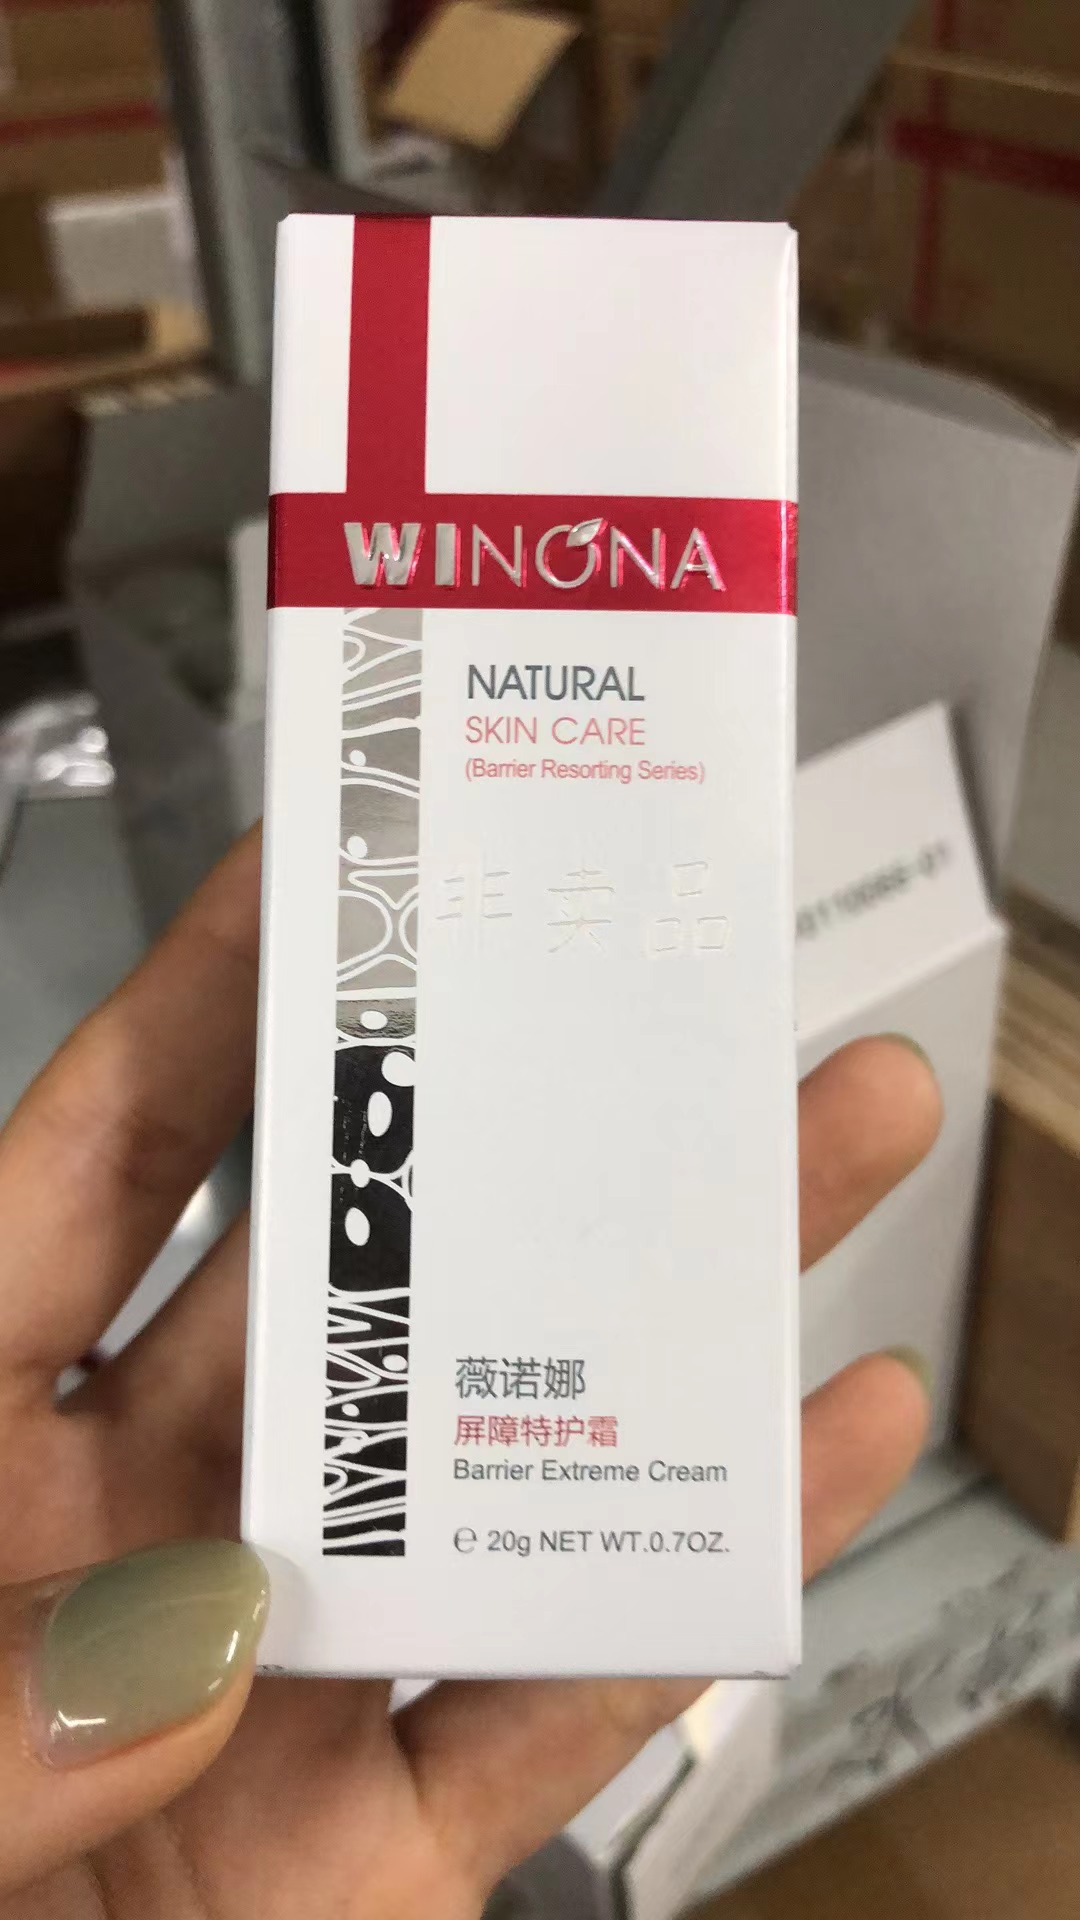 WINONA
NATURAL
SKIN CARE
(Barrier Resorting Series)
非卖品
薇诺娜
屏障特护霜
Barrier Extreme Cream
℮ 20g NET WT.0.7OZ.